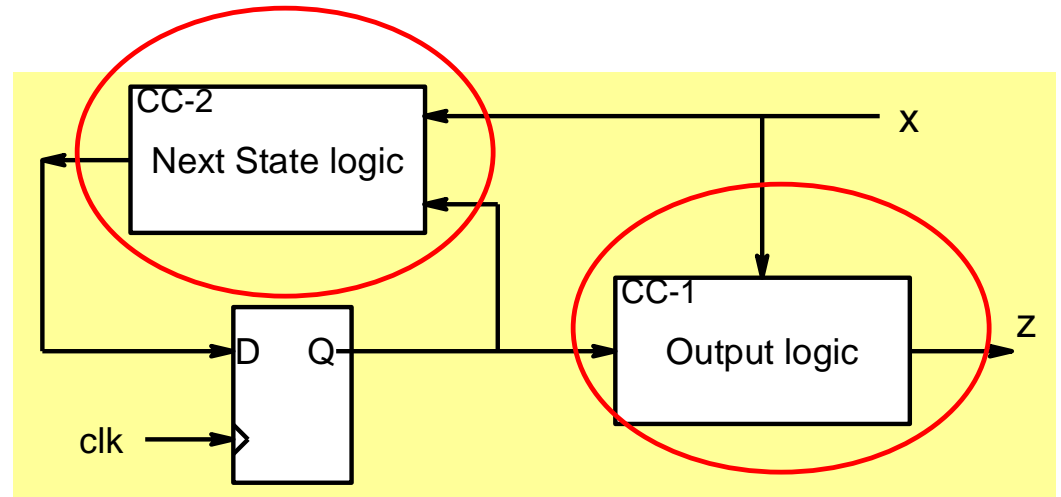 CC-2
Next State logic
x
CC-1
Output logic
z
D Q
clk